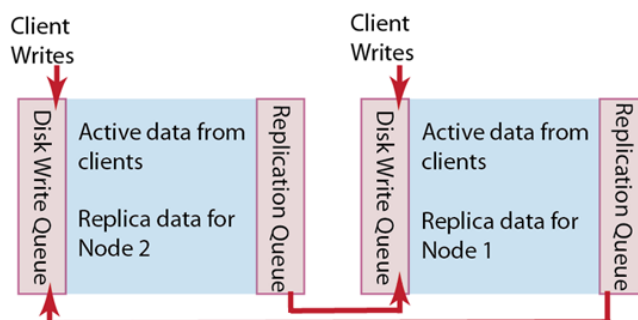 Client
Writes
Disk Write Queue
Active data from
clients
Replica data for
Node 2
Replication Queue
Client
Writes
Disk Write Queue
Active data from
clients
Replica data for
Node 1
Replication Queue